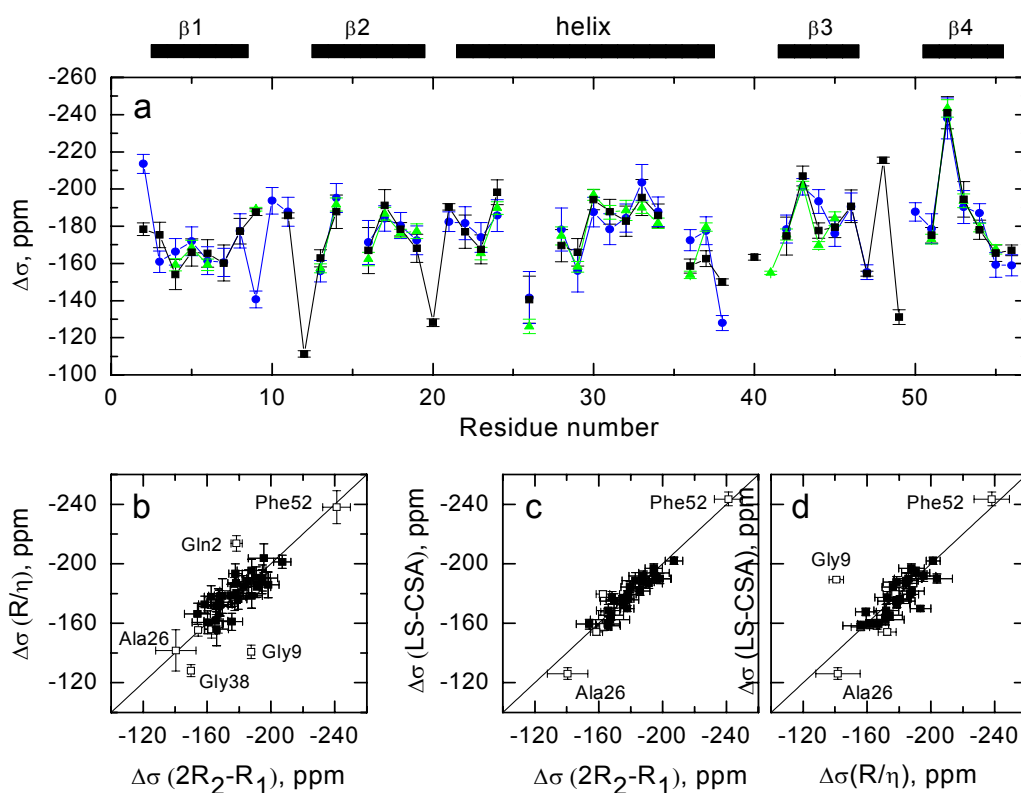 β1 β2 helix β3 β4
a
-260
-240
-220
-200
-180
-160
-140
-120
-100
Δσ, ppm
0 10 20 30 40 50
Residue number
b
-240
-200
-160
-120
Δσ (R/η), ppm
Phe52
Gln2
Ala26
Gly9
Gly38
-120 -160 -200 -240
Δσ (2R₂-R₁), ppm
c
-240
-200
-160
-120
Δσ (LS-CSA), ppm
Phe52
Ala26
-120 -160 -200 -240
Δσ (2R₂-R₁), ppm
d
Δσ (LS-CSA), ppm
Phe52
Gly9
Ala26
-120 -160 -200 -240
Δσ(R/η), ppm